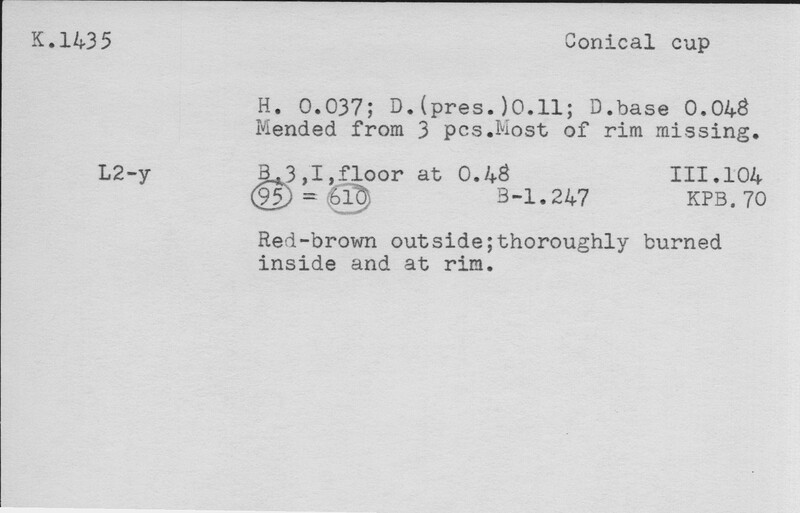 K.1435 Conical cup
H. 0.037; D.(pres.)0.11; D.base 0.048
Mended from 3 pcs.Most of rim missing.
L2-y B.3,I,floor at 0.48 III.104
95 = 610 B-1.247 KPB.70
Red-brown outside;thoroughly burned
inside and at rim.